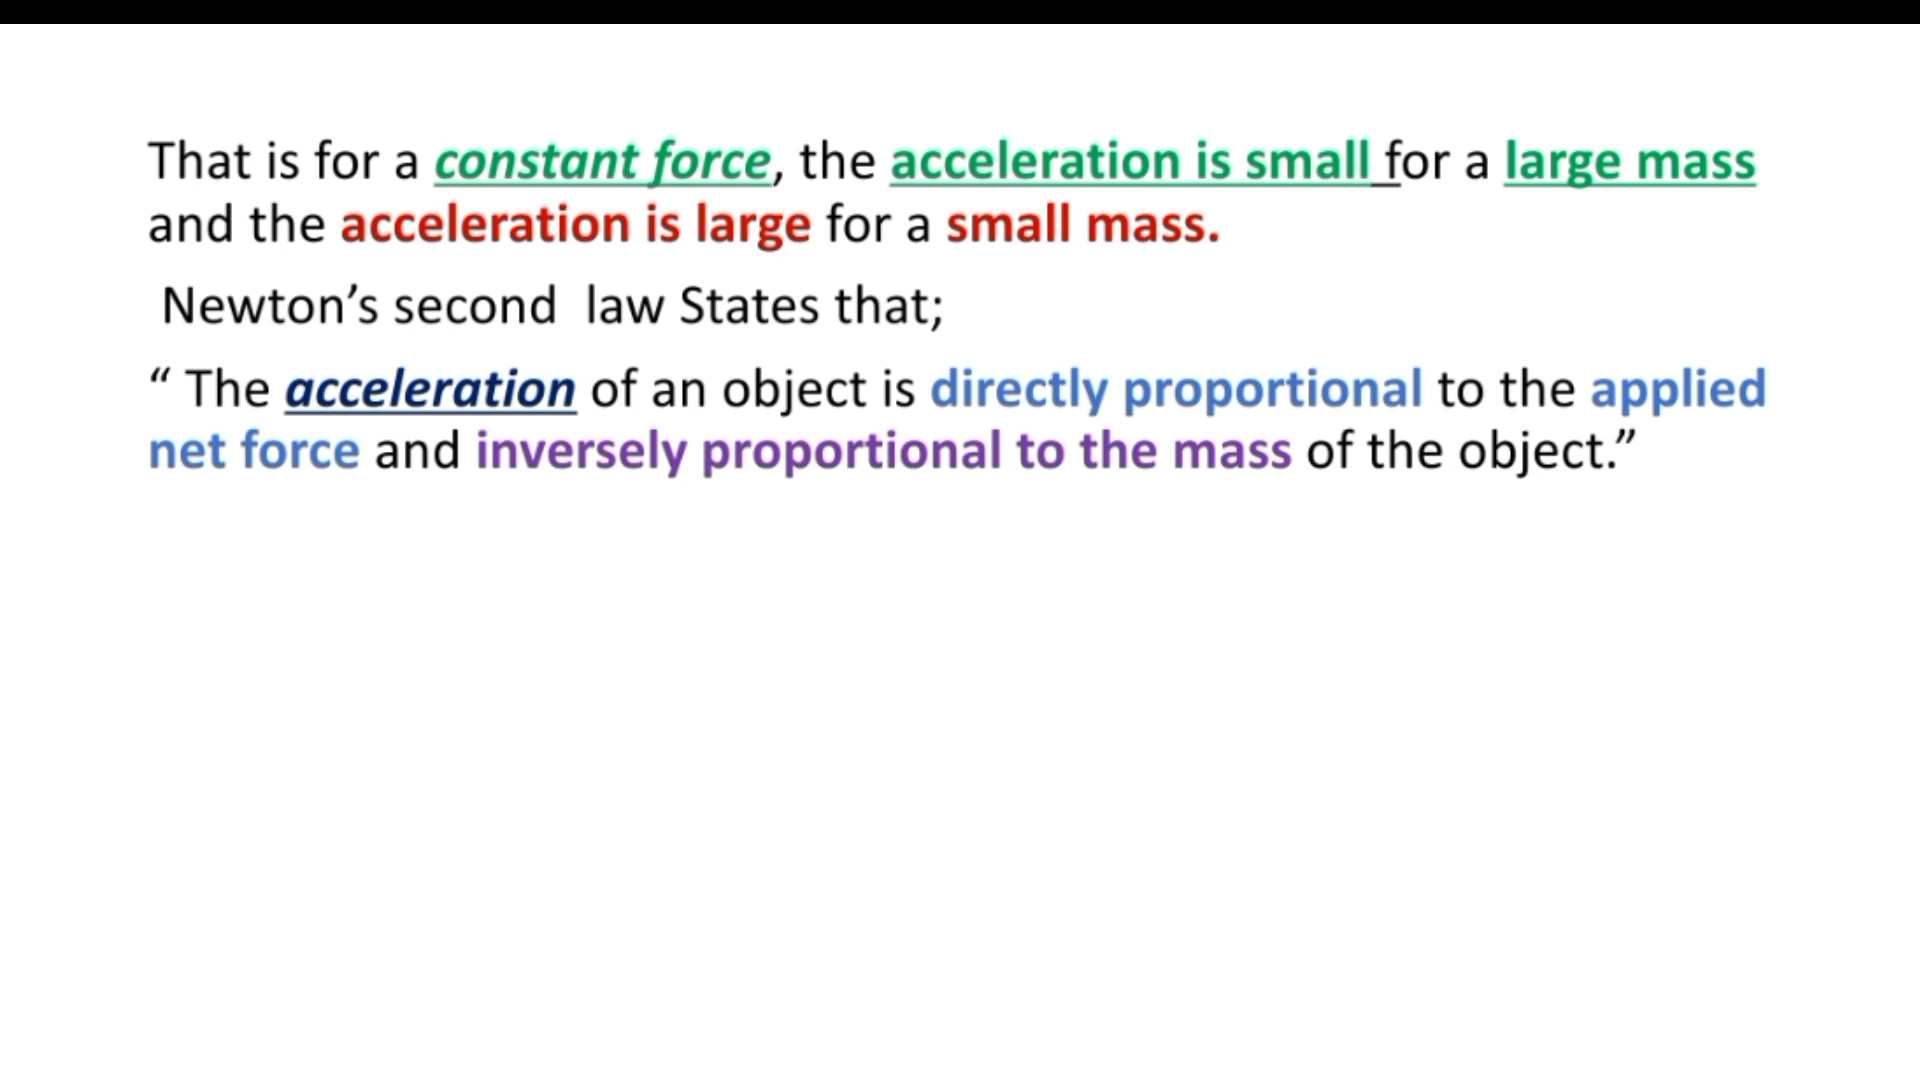 That is for a constant force, the acceleration is small for a large mass
and the acceleration is large for a small mass.
Newton’s second  law States that;
“ The acceleration of an object is directly proportional to the applied
net force and inversely proportional to the mass of the object.”